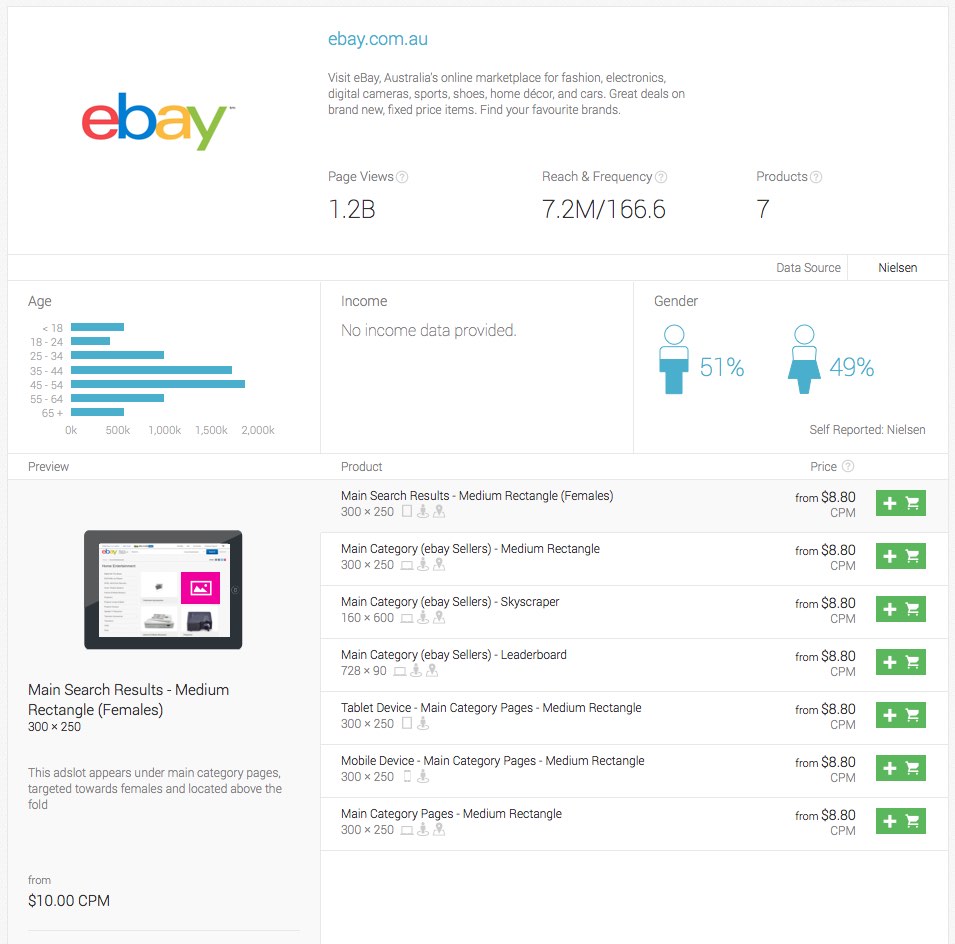 ebay
ebay.com.au
Visit eBay, Australia's online marketplace for fashion, electronics,
digital cameras, sports, shoes, home décor, and cars. Great deals on
brand new, fixed price items. Find your favourite brands.
Page Views ? Reach & Frequency ? Products ?
1.2B 7.2M/166.6 7
Data Source Nielsen
Age
< 18
18 - 24
25 - 34
35 - 44
45 - 54
55 - 64
65 +
0k 500k 1,000k 1,500k 2,000k
Income
No income data provided.
Gender
51% 49%
Self Reported: Nielsen
Preview Product Price ?
ebay
Home Entertainment
Main Search Results - Medium
Rectangle (Females)
300 × 250
This adslot appears under main category pages,
targeted towards females and located above the
fold
from
$10.00 CPM
Main Search Results - Medium Rectangle (Females) from $8.80
300 × 250 CPM
Main Category (ebay Sellers) - Medium Rectangle from $8.80
300 × 250 CPM
Main Category (ebay Sellers) - Skyscraper from $8.80
160 × 600 CPM
Main Category (ebay Sellers) - Leaderboard from $8.80
728 × 90 CPM
Tablet Device - Main Category Pages - Medium Rectangle from $8.80
300 × 250 CPM
Mobile Device - Main Category Pages - Medium Rectangle from $8.80
300 × 250 CPM
Main Category Pages - Medium Rectangle from $8.80
300 × 250 CPM